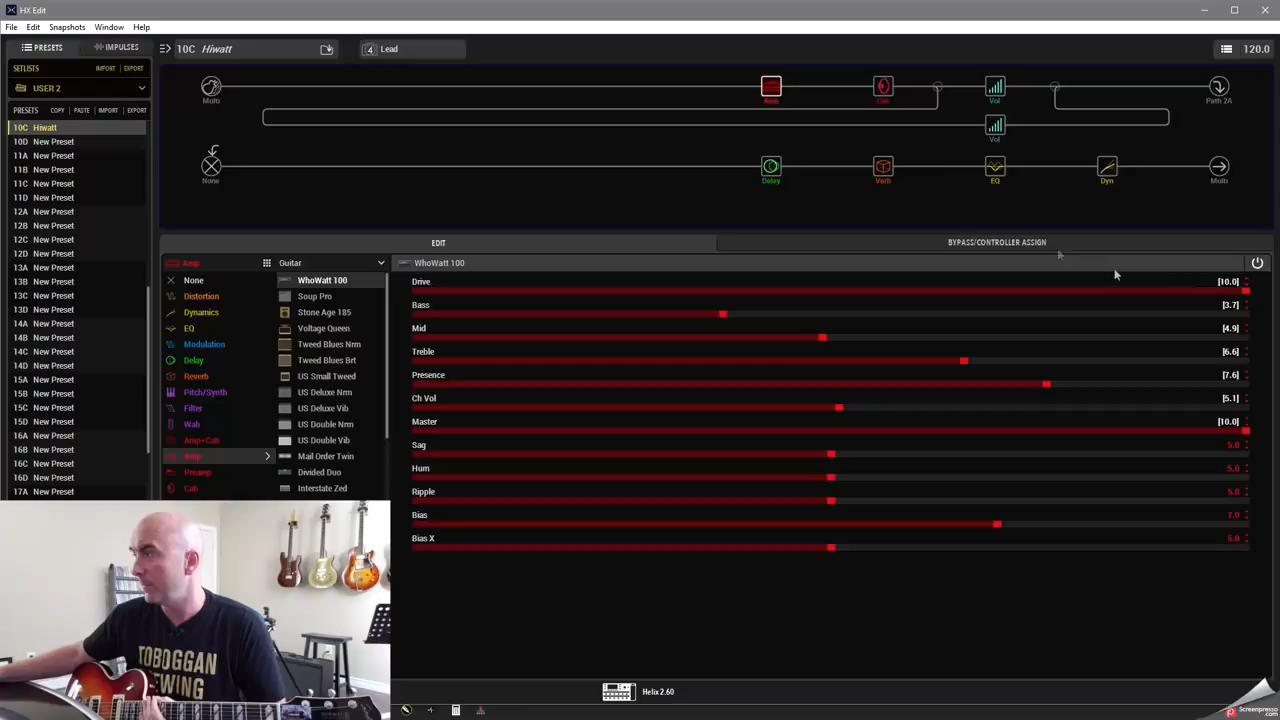 HX Edit
File Edit Snapshots Window Help
PRESETS IMPULSES
10C Hiwatt
4 Lead
120.0
SETLISTS IMPORT EXPORT
USER 2
PRESETS COPY PASTE IMPORT EXPORT
10C Hiwatt
10D New Preset
11A New Preset
11B New Preset
11C New Preset
11D New Preset
12A New Preset
12B New Preset
12C New Preset
12D New Preset
13A New Preset
13B New Preset
13C New Preset
13D New Preset
14A New Preset
14B New Preset
14C New Preset
14D New Preset
15A New Preset
15B New Preset
15C New Preset
15D New Preset
16A New Preset
16B New Preset
16C New Preset
16D New Preset
17A New Preset
Multi Amp Cab Vol Path 2A
Vol
None Delay Verb EQ Dyn Multi
EDIT BYPASS/CONTROLLER ASSIGN
Amp Guitar
None
Distortion
Dynamics
EQ
Modulation
Delay
Reverb
Pitch/Synth
Filter
Wah
Amp+Cab
Amp
Preamp
Cab
WhoWatt 100
Soup Pro
Stone Age 185
Voltage Queen
Tweed Blues Nrm
Tweed Blues Brt
US Small Tweed
US Deluxe Nrm
US Deluxe Vib
US Double Nrm
US Double Vib
Mail Order Twin
Divided Duo
Interstate Zed
WhoWatt 100
Drive [10.0]
Bass [3.7]
Mid [4.9]
Treble [6.6]
Presence [7.6]
Ch Vol [5.1]
Master [10.0]
Sag 5.0
Hum 5.0
Ripple 5.0
Bias 7.0
Bias X 5.0
TOBOGGAN
Helix 2.60
Screenpresso
.com